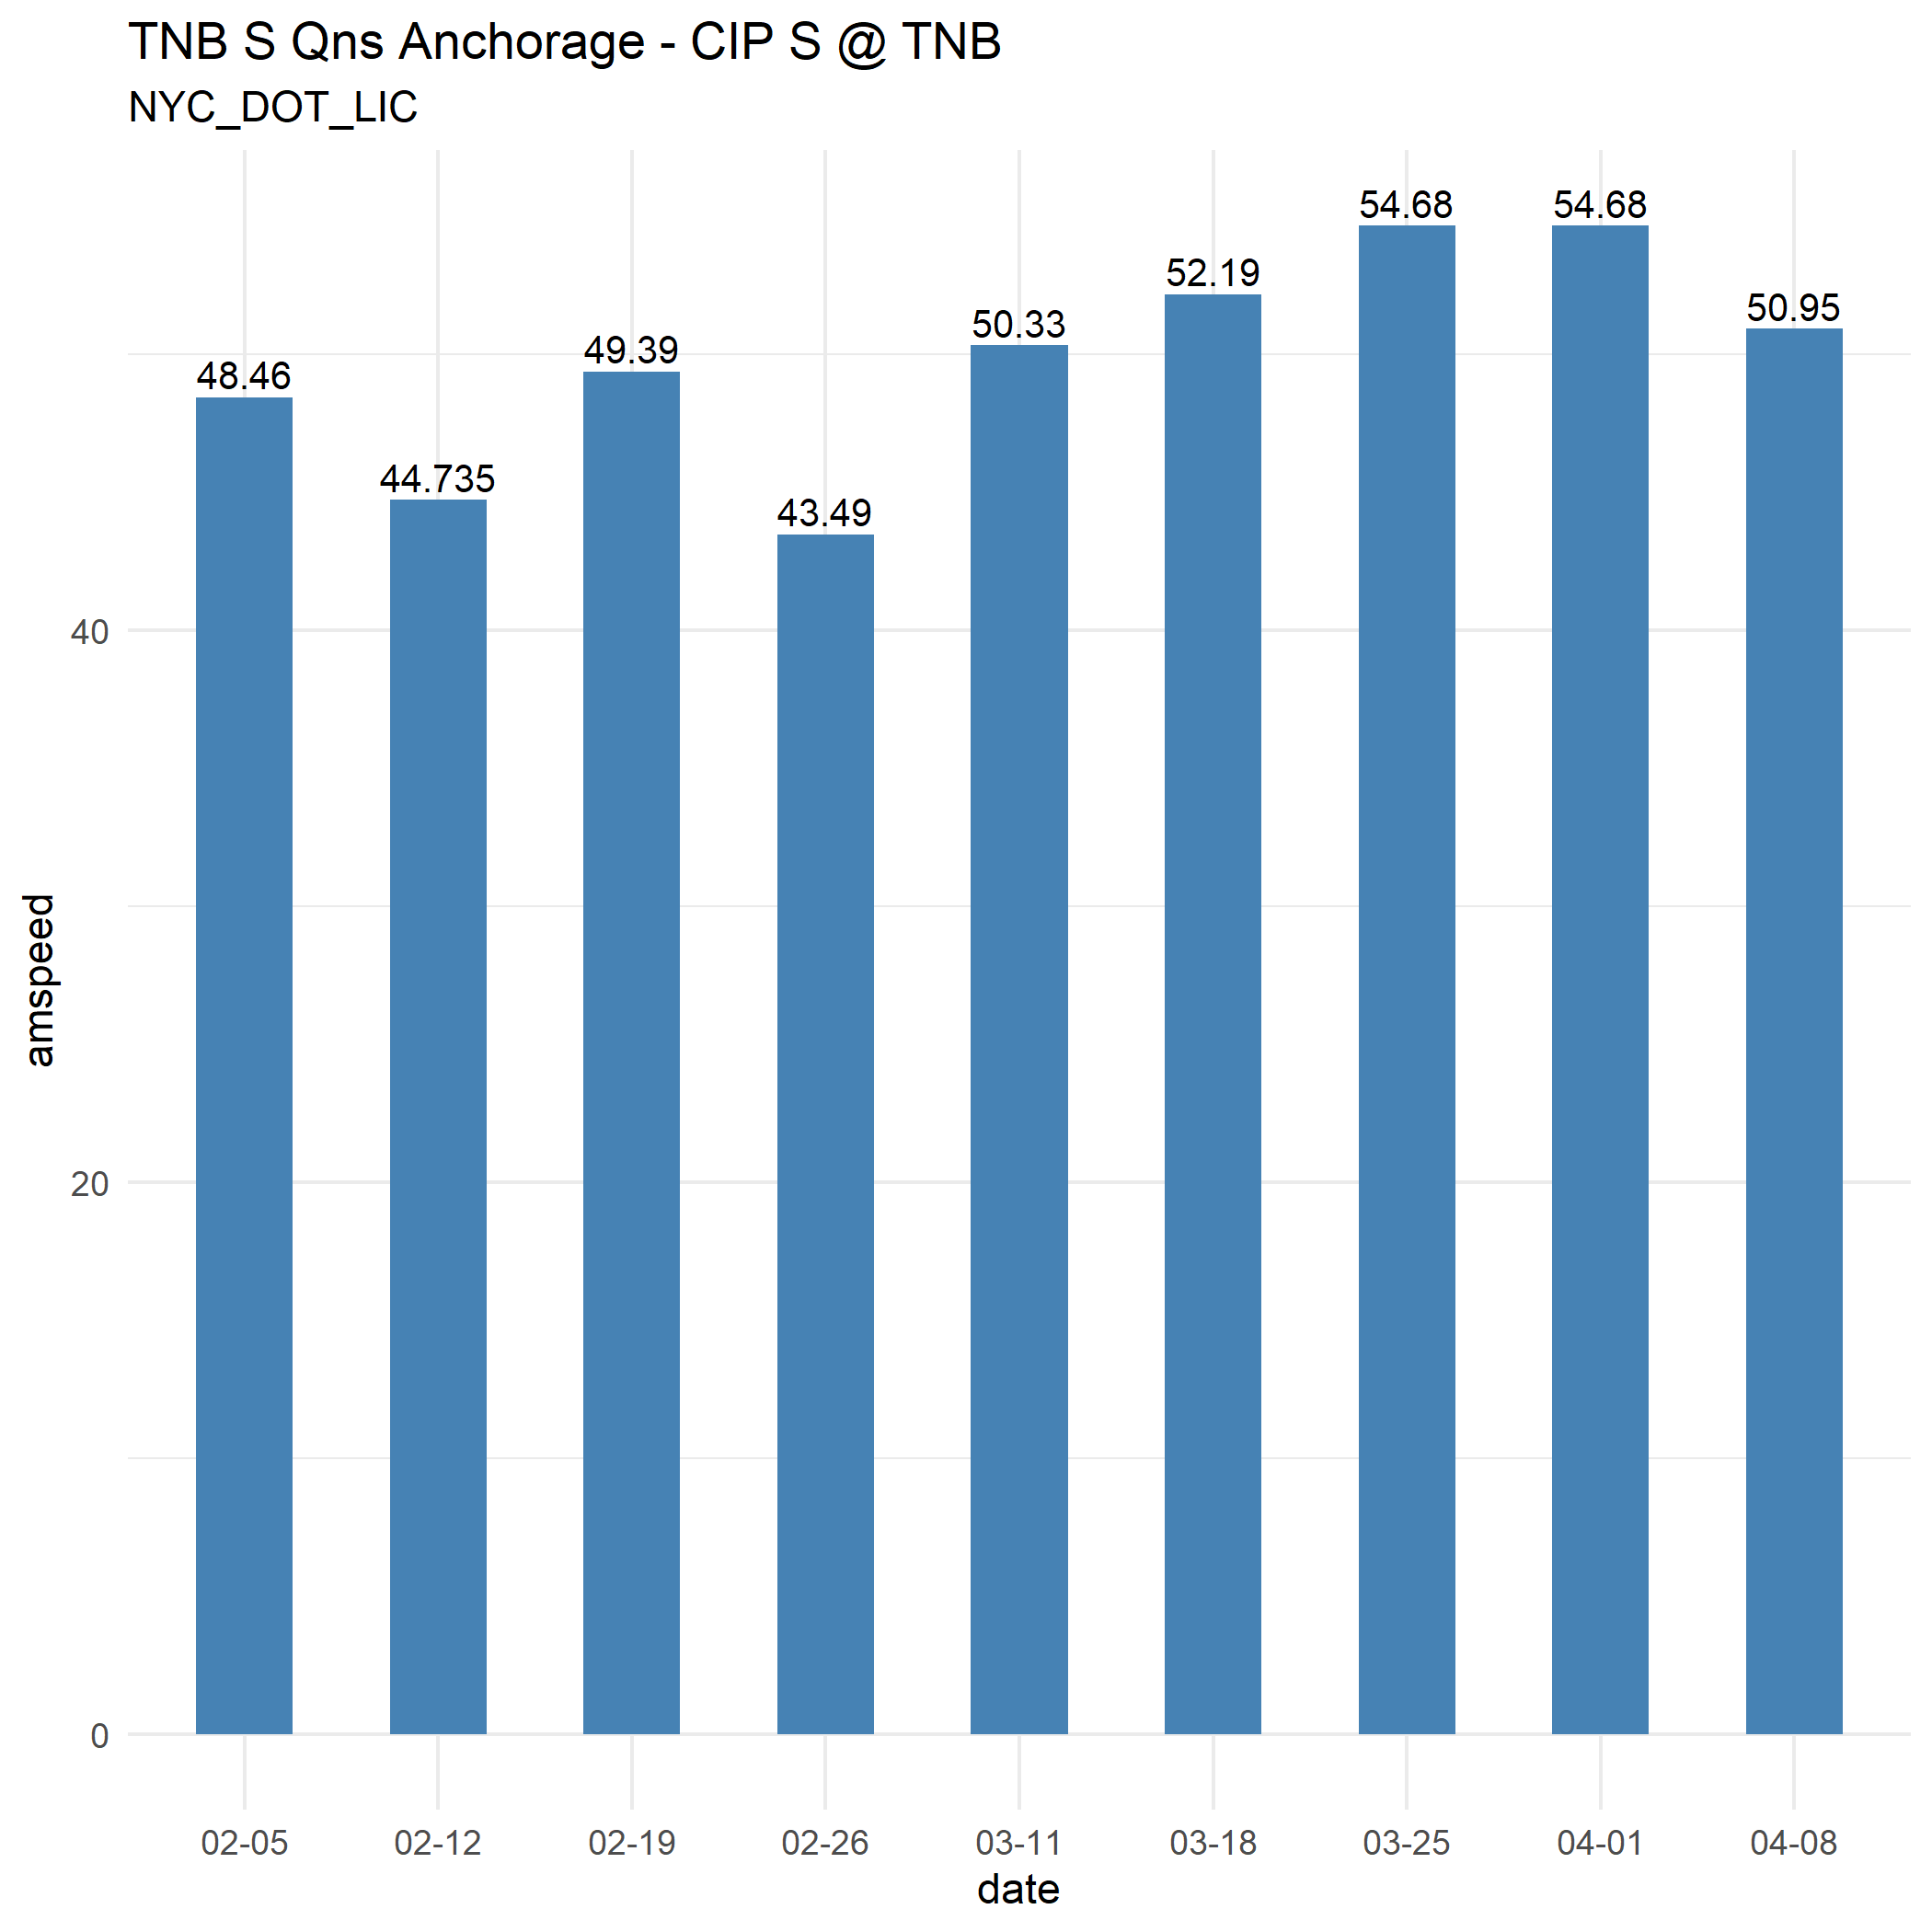 TNB S Qns Anchorage - CIP S @ TNB
NYC_DOT_LIC
54.68 54.68
52.19
50.33 50.95
49.39
48.46
44.735
43.49
40
20
0
amspeed
02-05 02-12 02-19 02-26 03-11 03-18 03-25 04-01 04-08
date